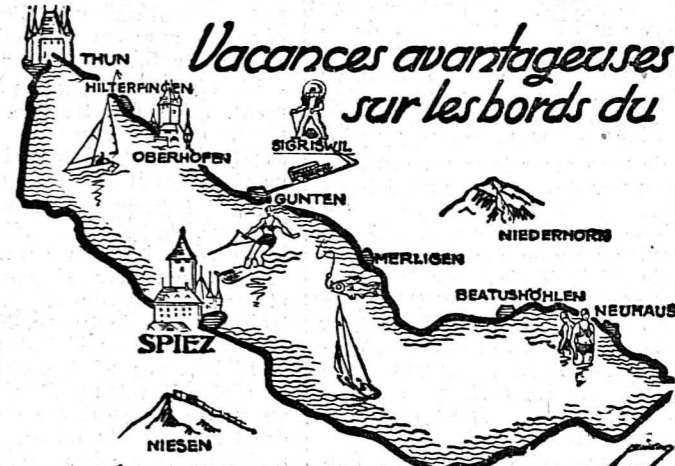 Vacances avantageuses
sur les bords du
THUN
HILTERFINGEN
OBERHOFEN
SIGRISWIL
GUNTEN
NIEDERHORN
MERLIGEN
BEATUSHÖHLEN
NEUHAUS
SPIEZ
NIESEN